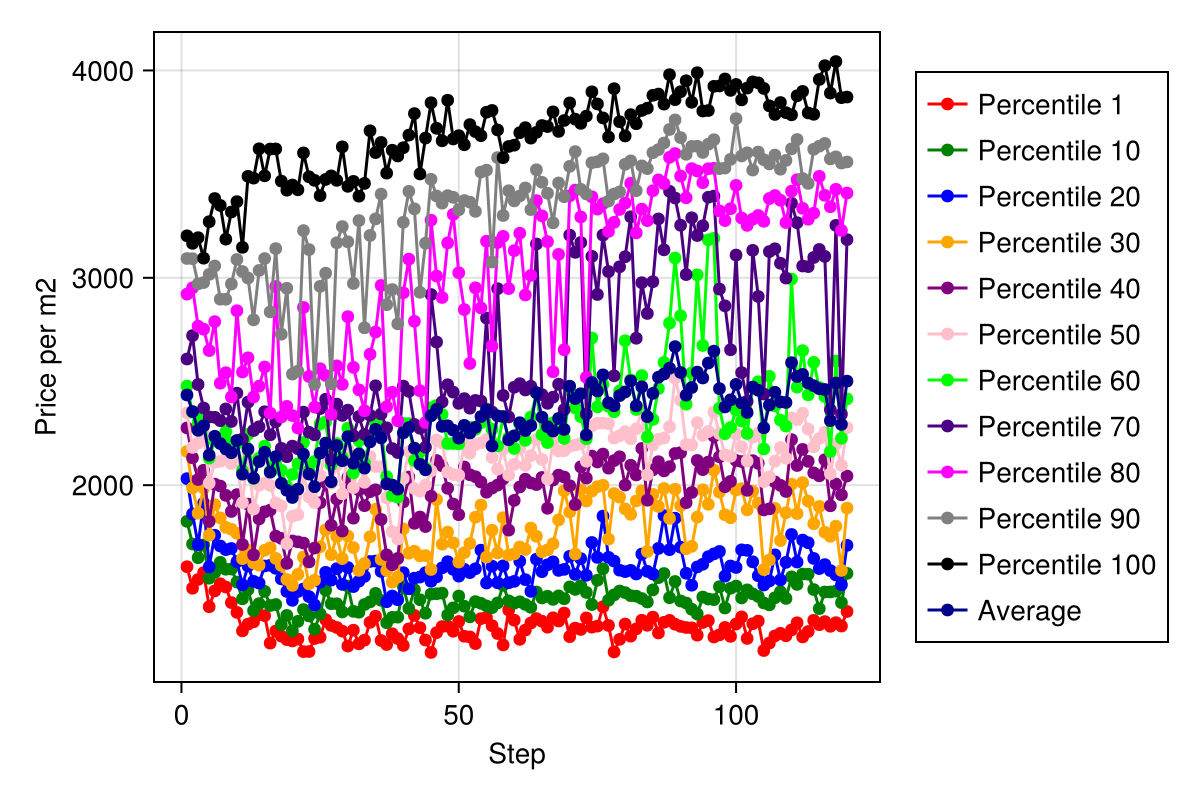 Price per m2
4000
3000
2000
0
50
100
Step
Percentile 1
Percentile 10
Percentile 20
Percentile 30
Percentile 40
Percentile 50
Percentile 60
Percentile 70
Percentile 80
Percentile 90
Percentile 100
Average